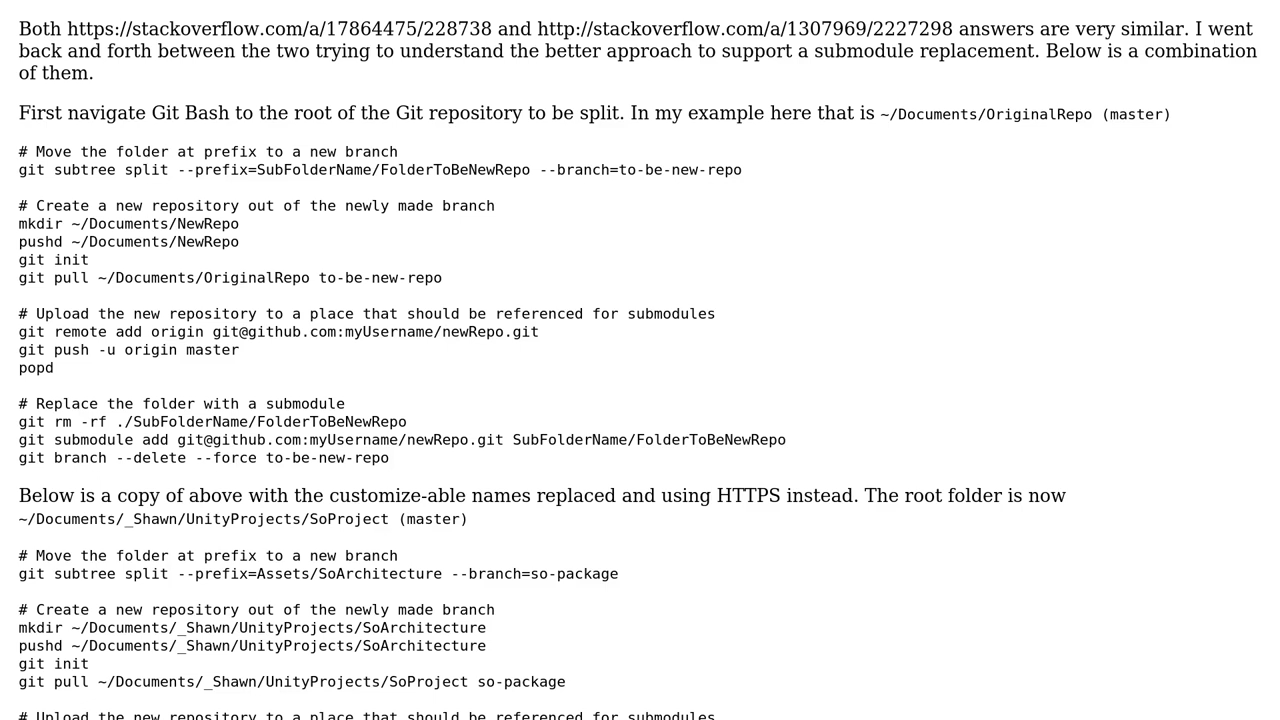 Both https://stackoverflow.com/a/17864475/228738 and http://stackoverflow.com/a/1307969/2227298 answers are very similar. I went
back and forth between the two trying to understand the better approach to support a submodule replacement. Below is a combination
of them.
First navigate Git Bash to the root of the Git repository to be split. In my example here that is ~/Documents/OriginalRepo (master)
# Move the folder at prefix to a new branch
git subtree split --prefix=SubFolderName/FolderToBeNewRepo --branch=to-be-new-repo
# Create a new repository out of the newly made branch
mkdir ~/Documents/NewRepo
pushd ~/Documents/NewRepo
git init
git pull ~/Documents/OriginalRepo to-be-new-repo
# Upload the new repository to a place that should be referenced for submodules
git remote add origin git@github.com:myUsername/newRepo.git
git push -u origin master
popd
# Replace the folder with a submodule
git rm -rf ./SubFolderName/FolderToBeNewRepo
git submodule add git@github.com:myUsername/newRepo.git SubFolderName/FolderToBeNewRepo
git branch --delete --force to-be-new-repo
Below is a copy of above with the customize-able names replaced and using HTTPS instead. The root folder is now
~/Documents/_Shawn/UnityProjects/SoProject (master)
# Move the folder at prefix to a new branch
git subtree split --prefix=Assets/SoArchitecture --branch=so-package
# Create a new repository out of the newly made branch
mkdir ~/Documents/_Shawn/UnityProjects/SoArchitecture
pushd ~/Documents/_Shawn/UnityProjects/SoArchitecture
git init
git pull ~/Documents/_Shawn/UnityProjects/SoProject so-package
# Upload the new repository to a place that should be referenced for submodules